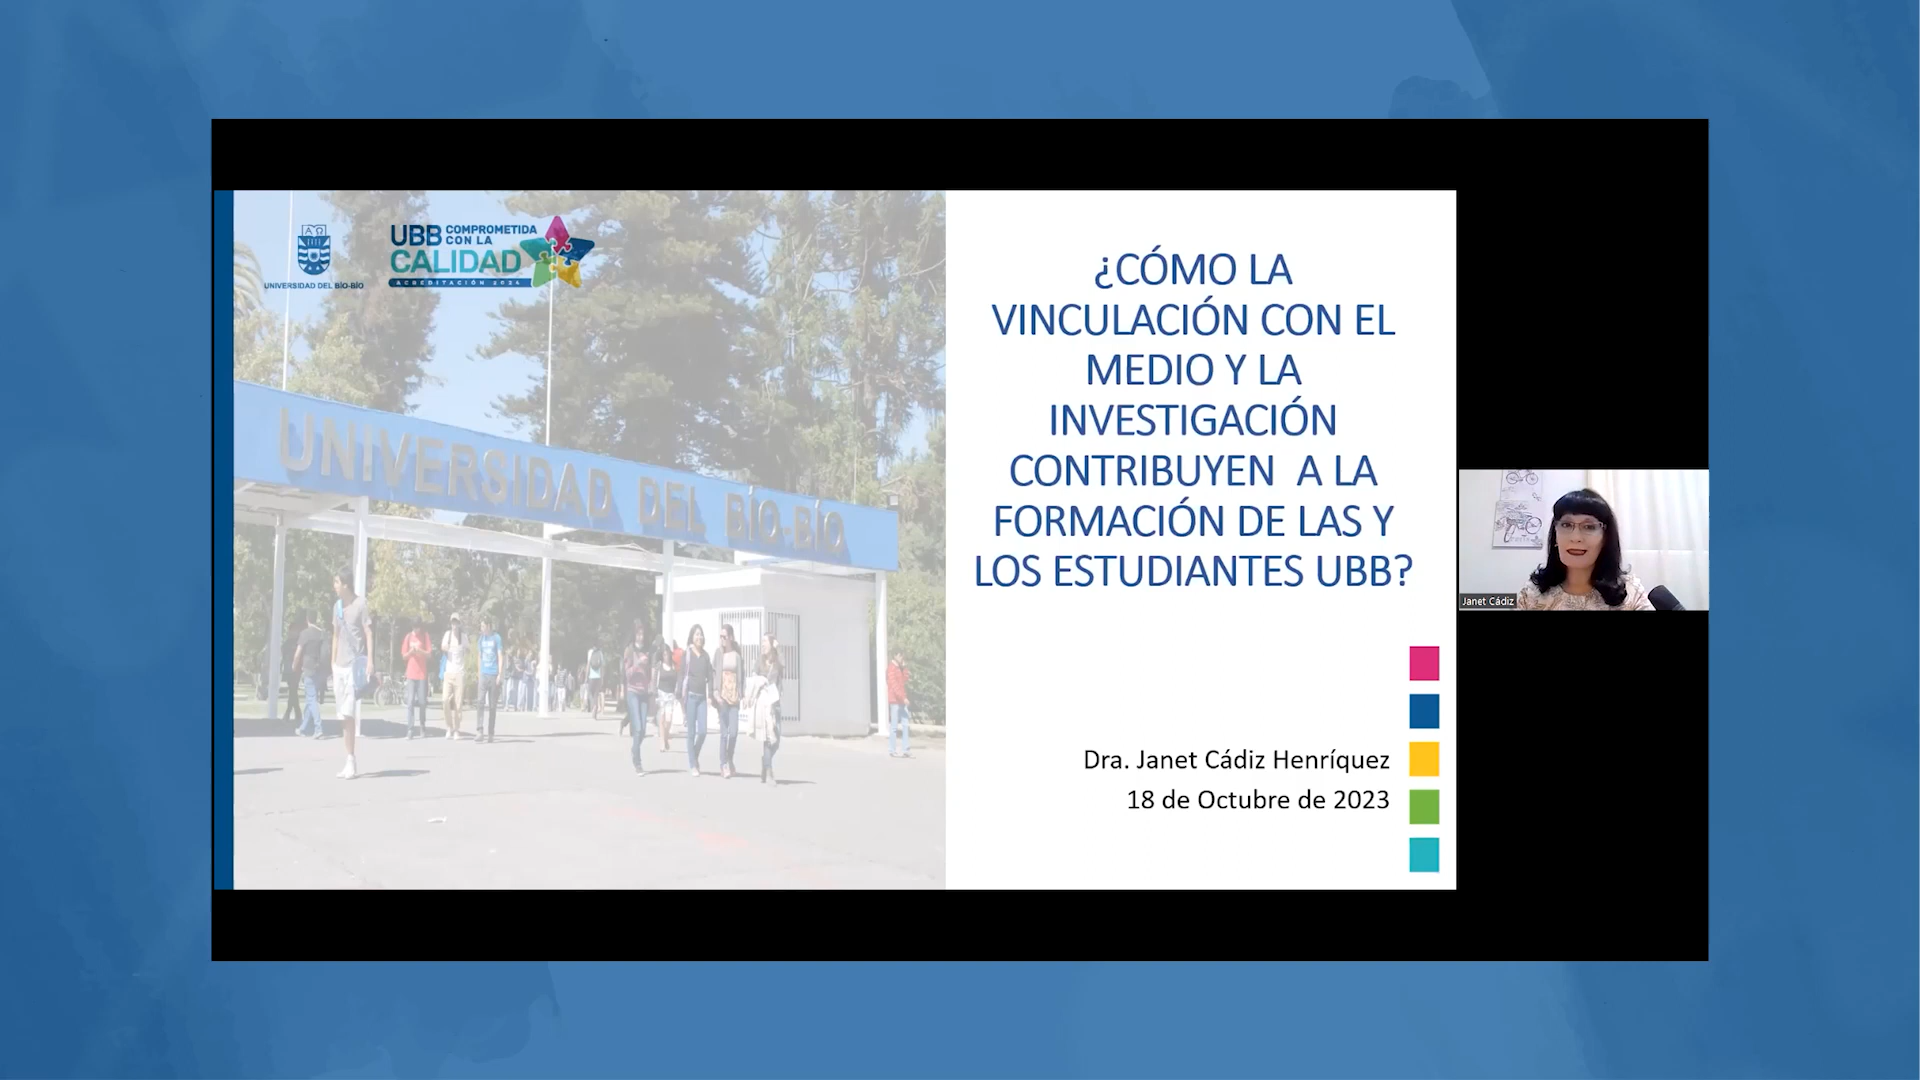 UNIVERSIDAD DEL BÍO-BÍO
UBB COMPROMETIDA
CON LA
CALIDAD
ACREDITACIÓN 2024
UNIVERSIDAD DEL BÍO-BÍO
¿CÓMO LA
VINCULACIÓN CON EL
MEDIO Y LA
INVESTIGACIÓN
CONTRIBUYEN A LA
FORMACIÓN DE LAS Y
LOS ESTUDIANTES UBB?
Dra. Janet Cádiz Henríquez
18 de Octubre de 2023
Janet Cádiz